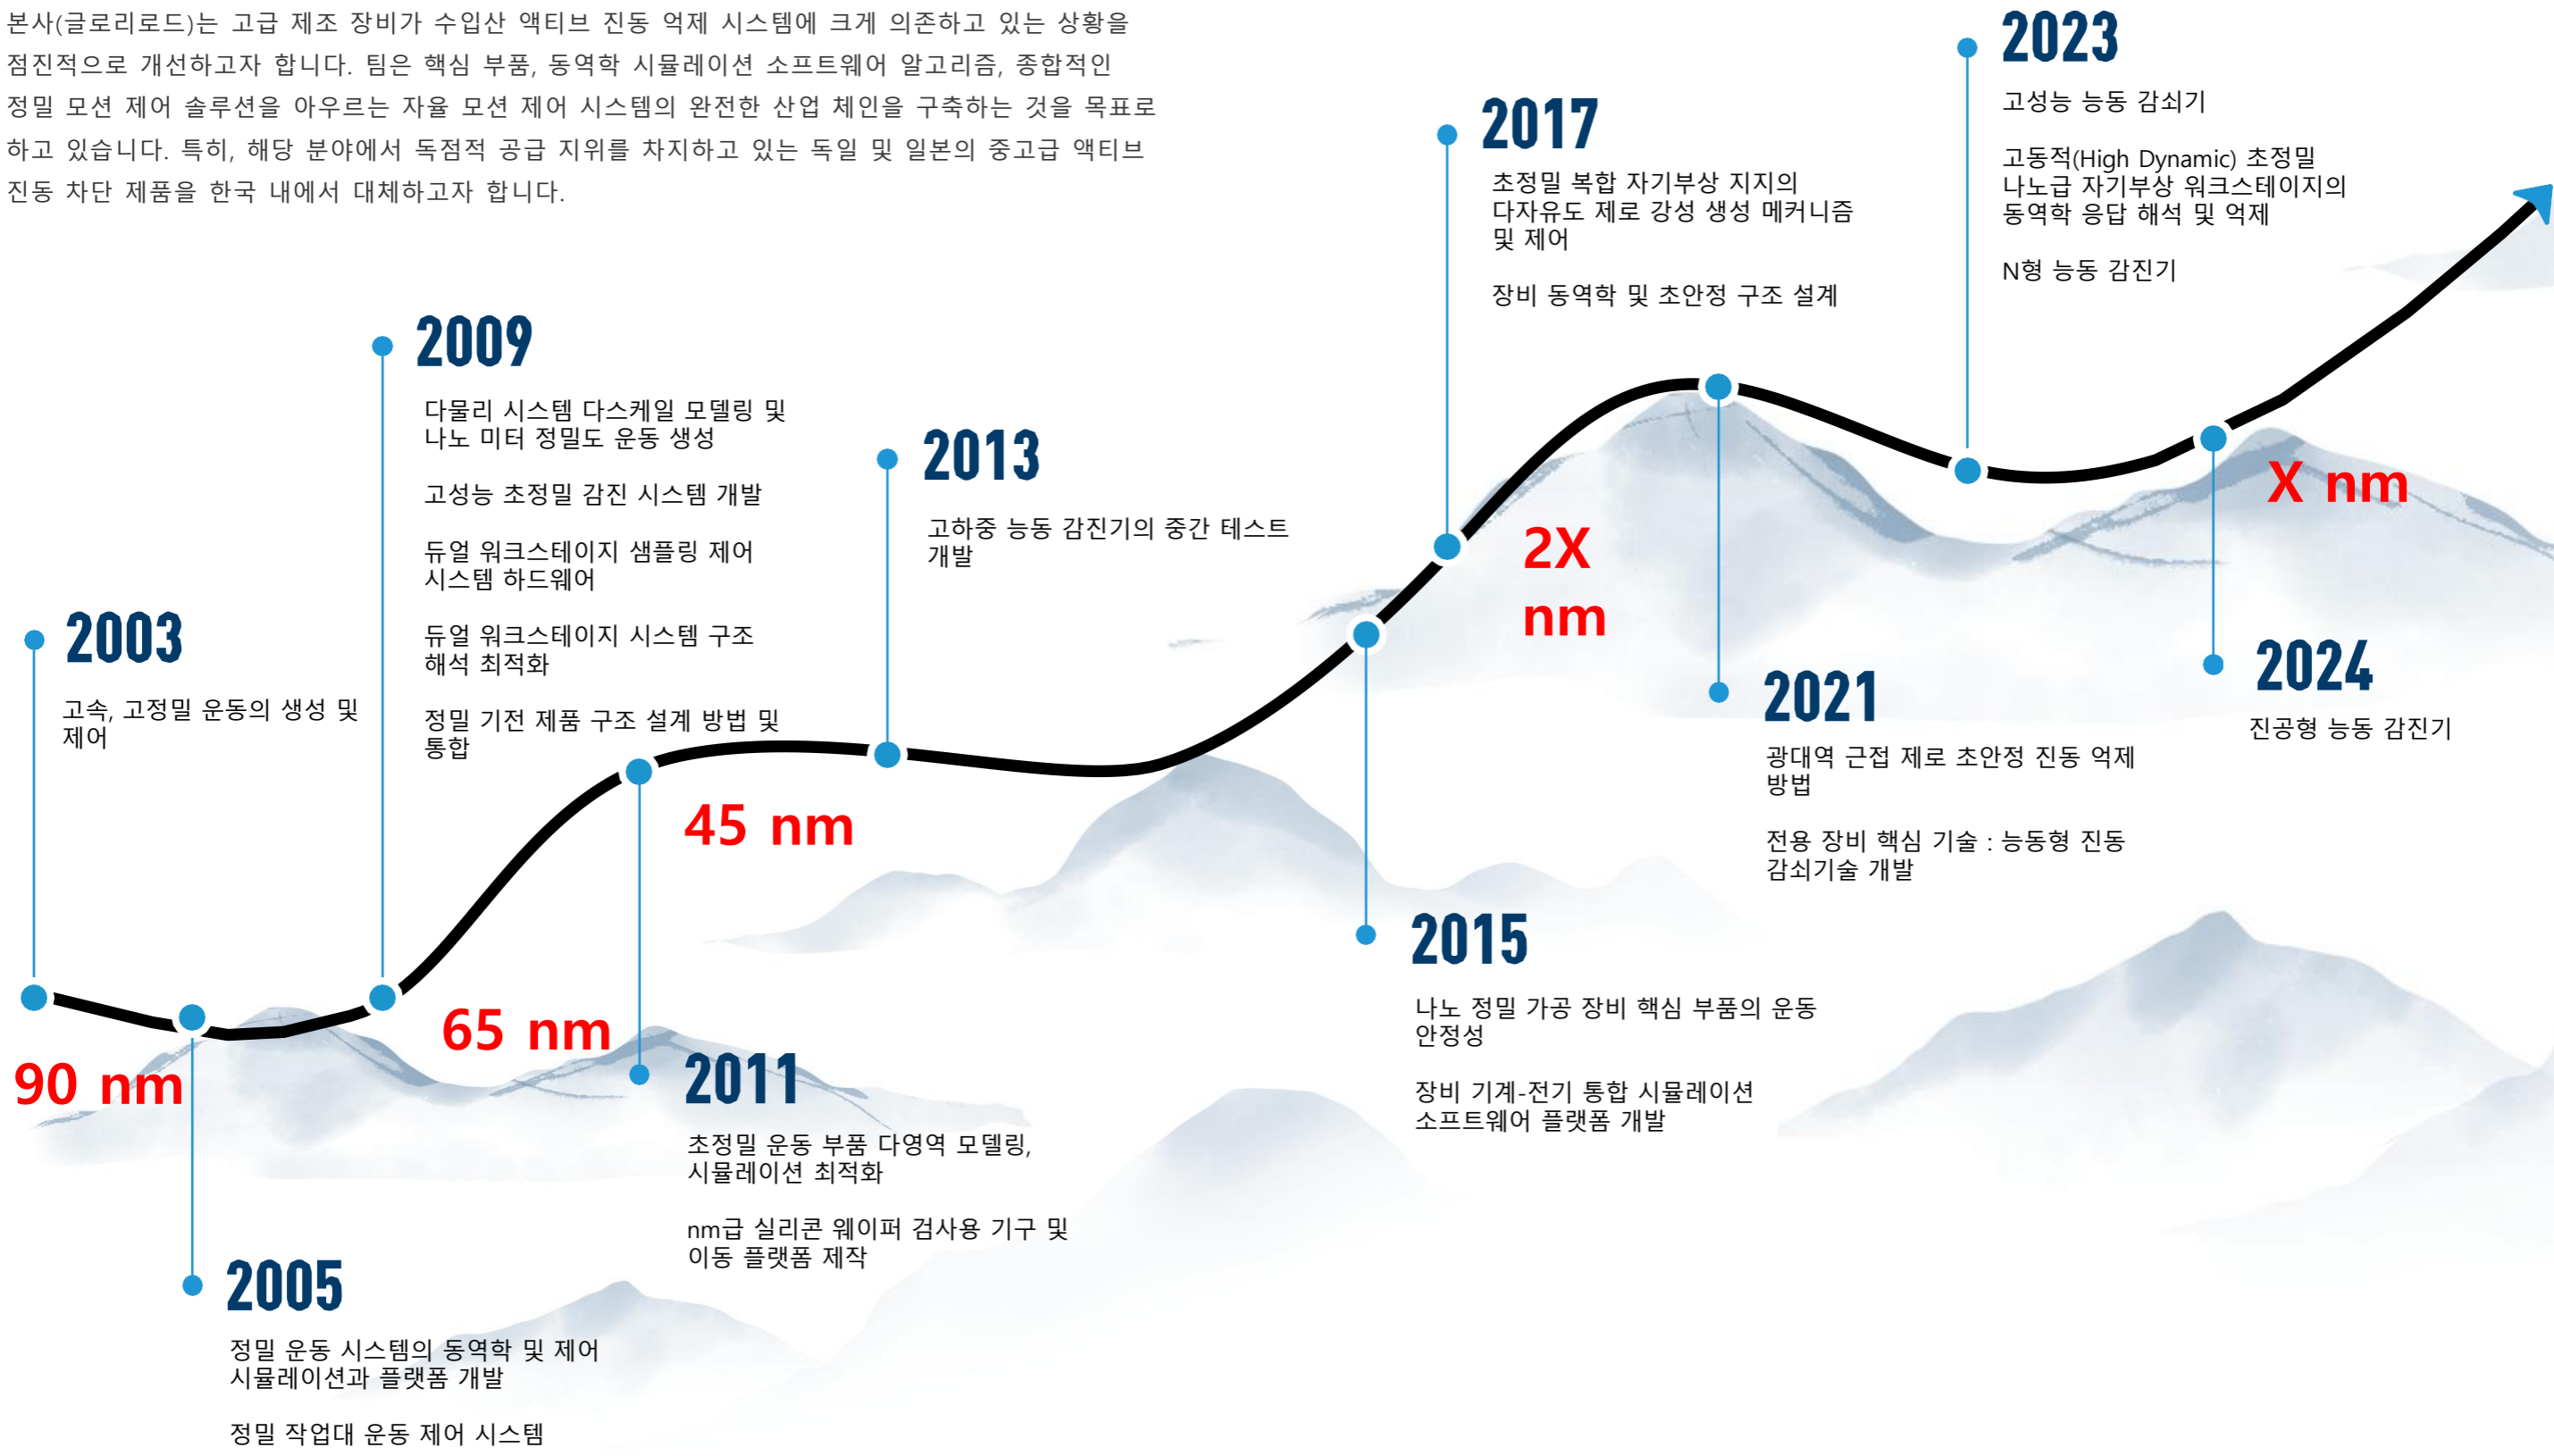 본사(글로리로드)는 고급 제조 장비가 수입산 액티브 진동 억제 시스템에 크게 의존하고 있는 상황을
점진적으로 개선하고자 합니다. 팀은 핵심 부품, 동역학 시뮬레이션 소프트웨어 알고리즘, 종합적인
정밀 모션 제어 솔루션을 아우르는 자율 모션 제어 시스템의 완전한 산업 체인을 구축하는 것을 목표로
하고 있습니다. 특히, 해당 분야에서 독점적 공급 지위를 차지하고 있는 독일 및 일본의 중고급 액티브
진동 차단 제품을 한국 내에서 대체하고자 합니다.
2003
고속, 고정밀 운동의 생성 및
제어
90 nm
2005
정밀 운동 시스템의 동역학 및 제어
시뮬레이션과 플랫폼 개발
정밀 작업대 운동 제어 시스템
2009
다물리 시스템 다스케일 모델링 및
나노 미터 정밀도 운동 생성
고성능 초정밀 감진 시스템 개발
듀얼 워크스테이지 샘플링 제어
시스템 하드웨어
듀얼 워크스테이지 시스템 구조
해석 최적화
정밀 기전 제품 구조 설계 방법 및
통합
65 nm
2011
초정밀 운동 부품 다영역 모델링,
시뮬레이션 최적화
nm급 실리콘 웨이퍼 검사용 기구 및
이동 플랫폼 제작
45 nm
2013
고하중 능동 감진기의 중간 테스트
개발
2015
나노 정밀 가공 장비 핵심 부품의 운동
안정성
장비 기계-전기 통합 시뮬레이션
소프트웨어 플랫폼 개발
2017
초정밀 복합 자기부상 지지의
다자유도 제로 강성 생성 메커니즘
및 제어
장비 동역학 및 초안정 구조 설계
2X
nm
2021
광대역 근접 제로 초안정 진동 억제
방법
전용 장비 핵심 기술 : 능동형 진동
감쇠기술 개발
2023
고성능 능동 감쇠기
고동적(High Dynamic) 초정밀
나노급 자기부상 워크스테이지의
동역학 응답 해석 및 억제
N형 능동 감진기
X nm
2024
진공형 능동 감진기